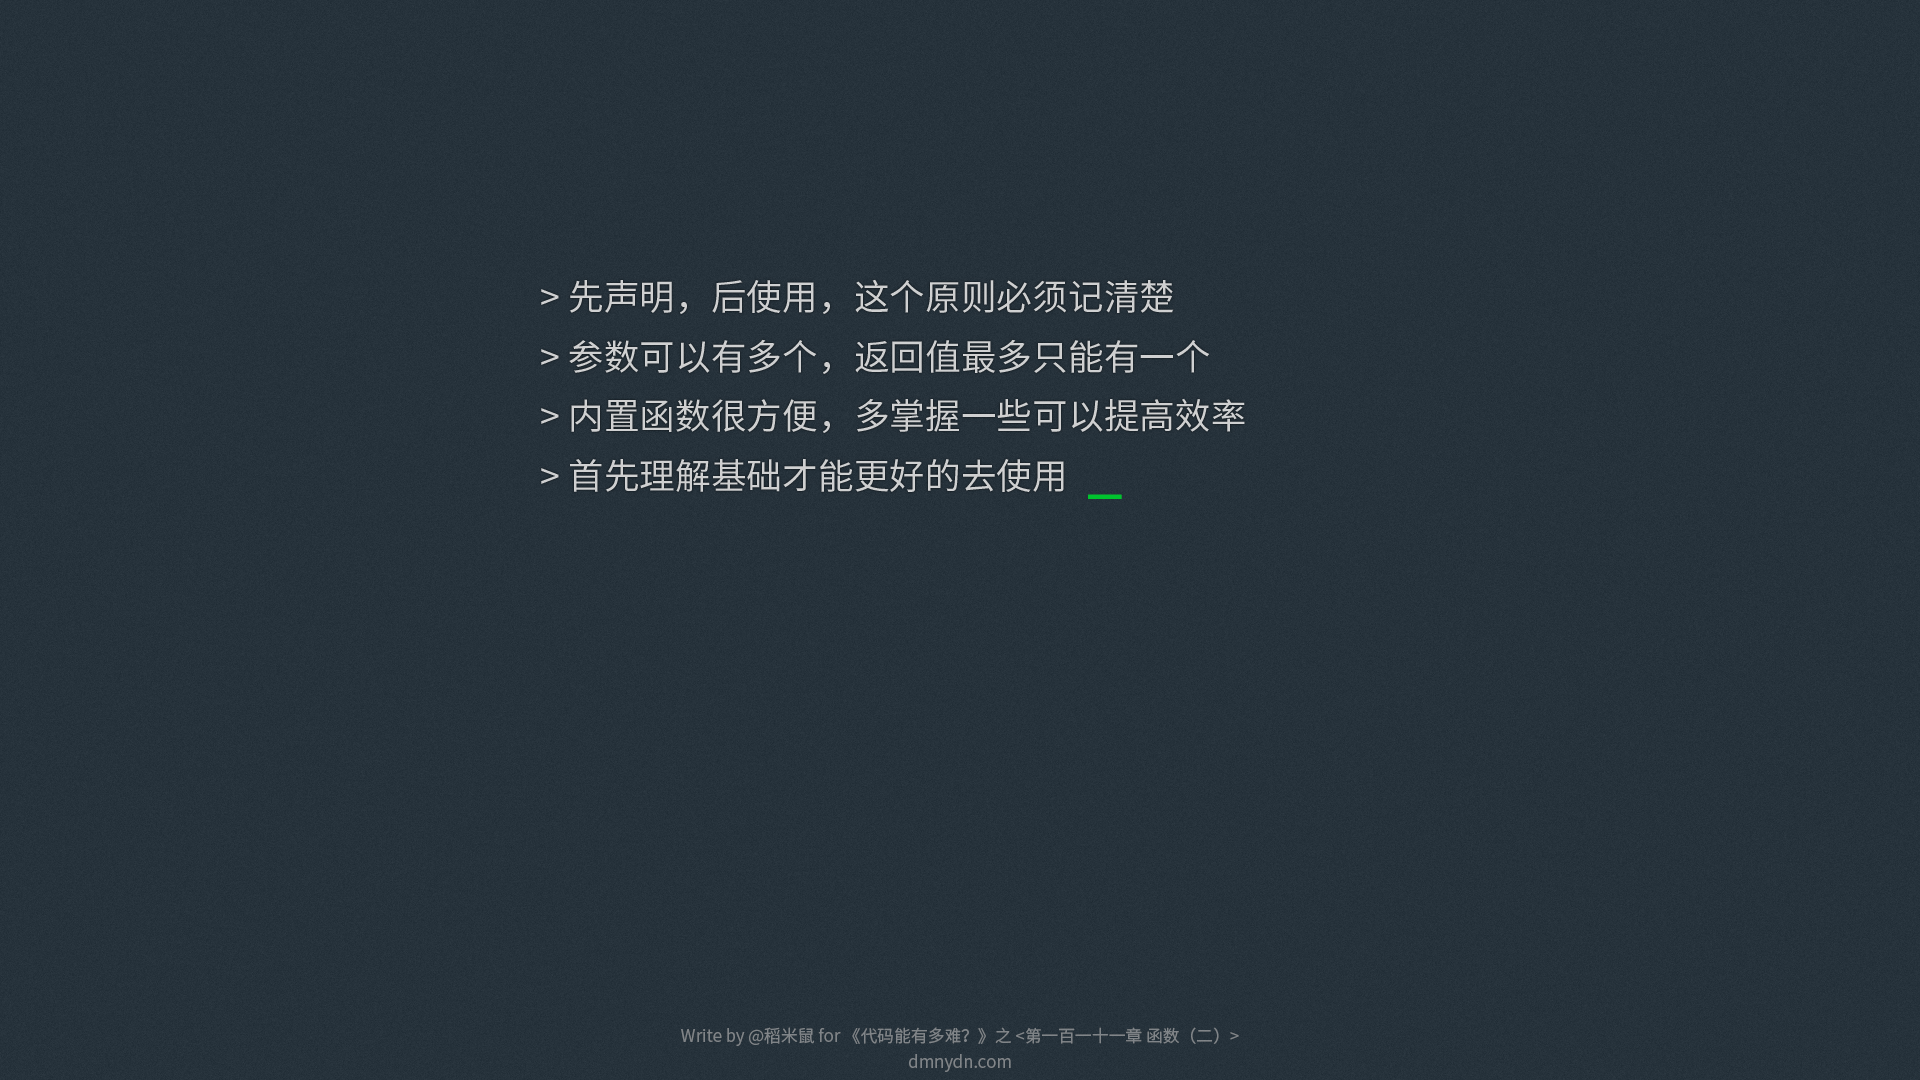 > 先声明，后使用，这个原则必须记清楚
> 参数可以有多个，返回值最多只能有一个
> 内置函数很方便，多掌握一些可以提高效率
> 首先理解基础才能更好的去使用 _
Write by @稻米鼠 for 《代码能有多难？》之 <第一百一十一章 函数（二）>
dmnydn.com